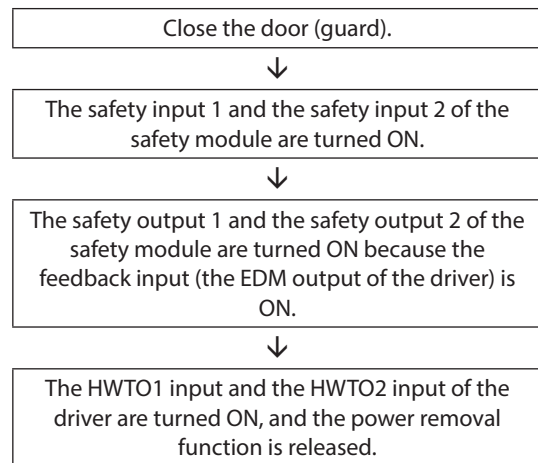 Close the door (guard).
↓
The safety input 1 and the safety input 2 of the
safety module are turned ON.
↓
The safety output 1 and the safety output 2 of the
safety module are turned ON because the
feedback input (the EDM output of the driver) is
ON.
↓
The HWTO1 input and the HWTO2 input of the
driver are turned ON, and the power removal
function is released.